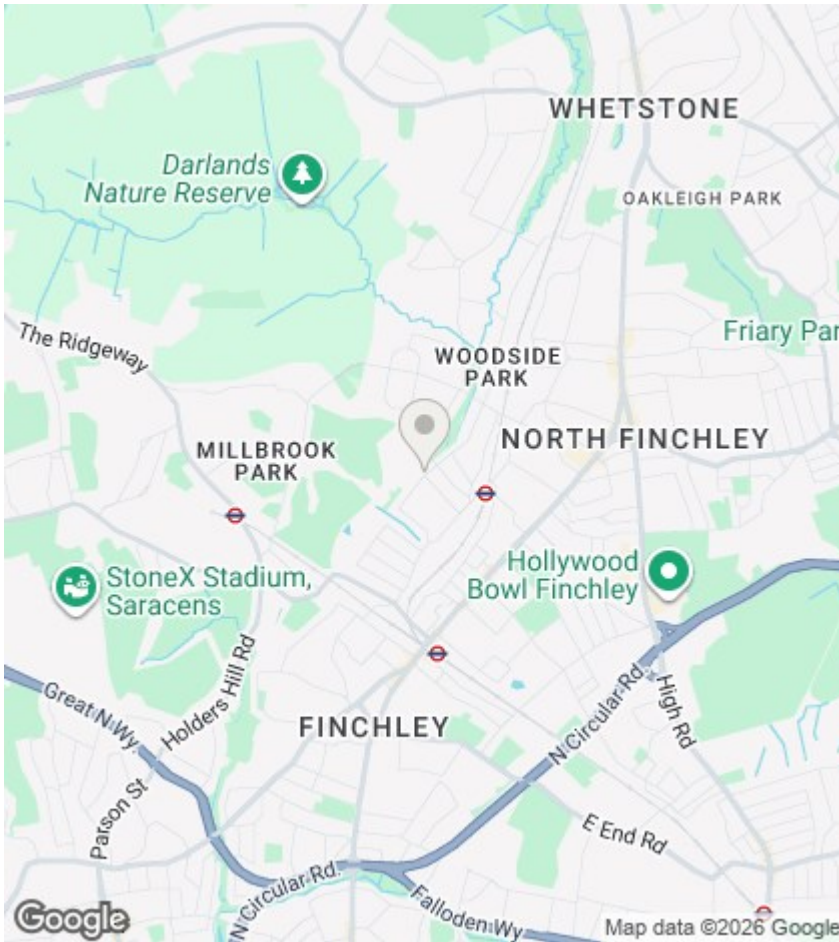 WHETSTONE
Darlands
Nature Reserve
OAKLEIGH PARK
The Ridgeway
Friary Par
WOODSIDE
PARK
NORTH FINCHLEY
MILLBROOK
PARK
Hollywood
Bowl Finchley
StoneX Stadium,
Saracens
Holders Hill Rd
Great N Wy.
N Circular Rd.
High Rd
FINCHLEY
Parson St
E End Rd
N Circular Rd.
Falloden Wy
Google
Map data ©2026 Google